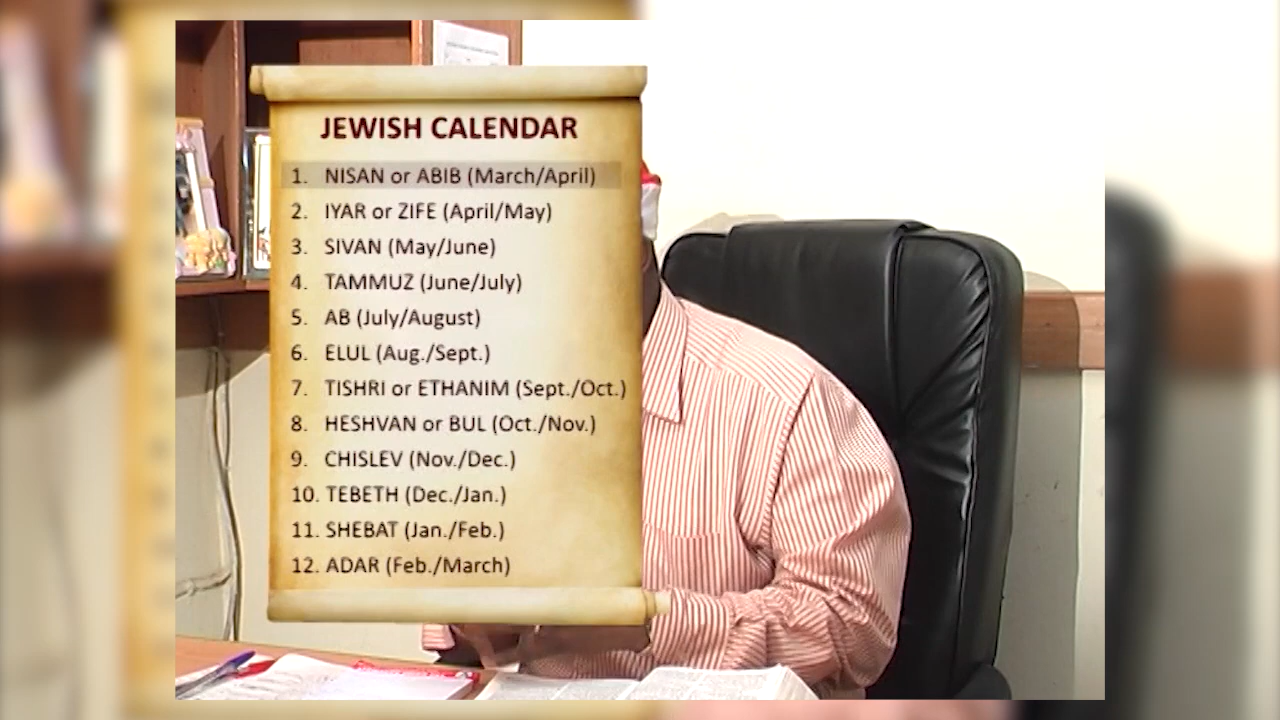 JEWISH CALENDAR
1. NISAN or ABIB (March/April)
2. IYAR or ZIFE (April/May)
3. SIVAN (May/June)
4. TAMMUZ (June/July)
5. AB (July/August)
6. ELUL (Aug./Sept.)
7. TISHRI or ETHANIM (Sept./Oct.)
8. HESHVAN or BUL (Oct./Nov.)
9. CHISLEV (Nov./Dec.)
10. TEBETH (Dec./Jan.)
11. SHEBAT (Jan./Feb.)
12. ADAR (Feb./March)